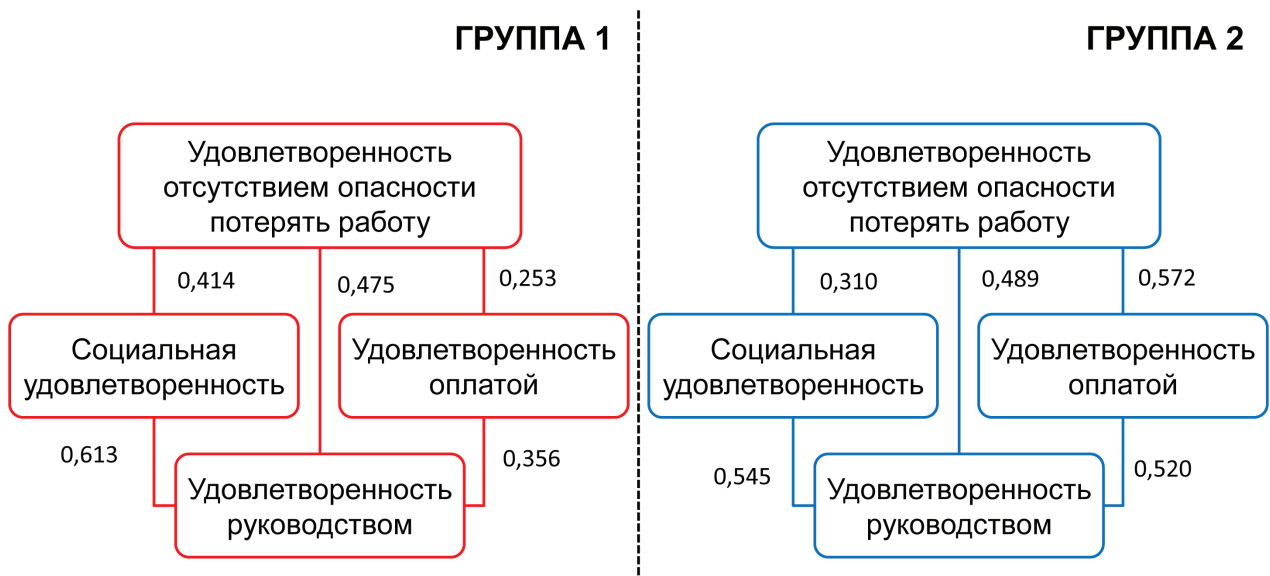 ГРУППА 1
Удовлетворенность
отсутствием опасности
потерять работу
0,414
0,475
0,253
Социальная
удовлетворенность
Удовлетворенность
оплатой
0,613
0,356
Удовлетворенность
руководством
ГРУППА 2
Удовлетворенность
отсутствием опасности
потерять работу
0,310
0,489
0,572
Социальная
удовлетворенность
Удовлетворенность
оплатой
0,545
0,520
Удовлетворенность
руководством